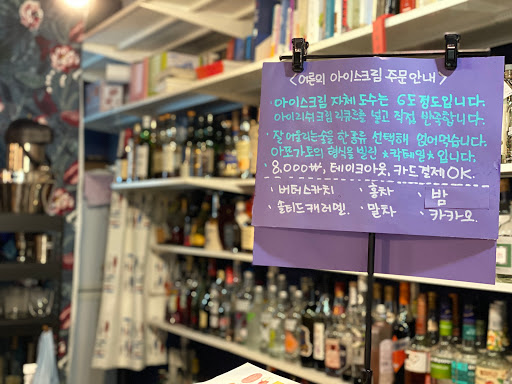 <어른의 아이스크림 주문안내>
· 아이스크림 자체 도수는 6도정도입니다.
아이리쉬크림 리큐르를 넣고 직접 만듭니다.
· 잘 어울리는술을 한종류 선택해 얹어먹습니다.
아포가토의 형식을 빌린 *칵테일*입니다.
· 8,000₩, 테이크아웃, 카드결제 OK.
· 버터스카치 · 홍차 · 밤
· 솔티드캐러멜. · 말차 · 카카오.